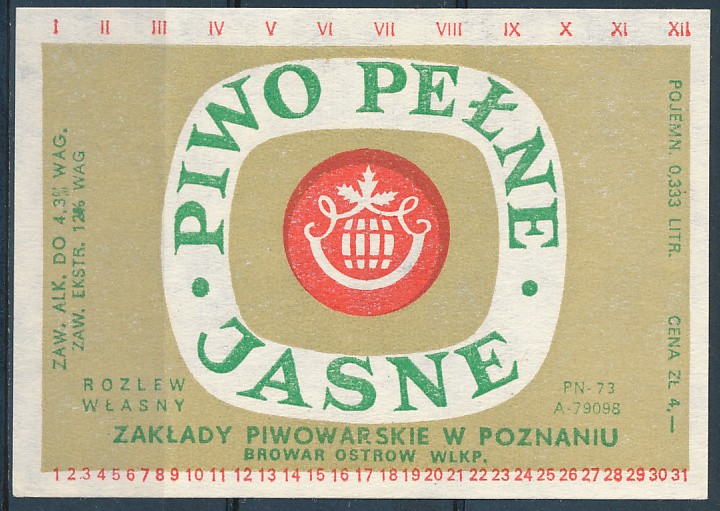 I II III IV V VI VII VIII IX X XI XII
PIWO PEŁNE
JASNE
ZAW. ALK. DO 4,3% WAG.
ZAW. EKSTR. 12% WAG
POJEMN. 0,333 LITR. CENA ZŁ 4,—
ROZLEW
WŁASNY
PN-73
A-79098
ZAKŁADY PIWOWARSKIE W POZNANIU
BROWAR OSTROW WLKP.
1 2 3 4 5 6 7 8 9 10 11 12 13 14 15 16 17 18 19 20 21 22 23 24 25 26 27 28 29 30 31